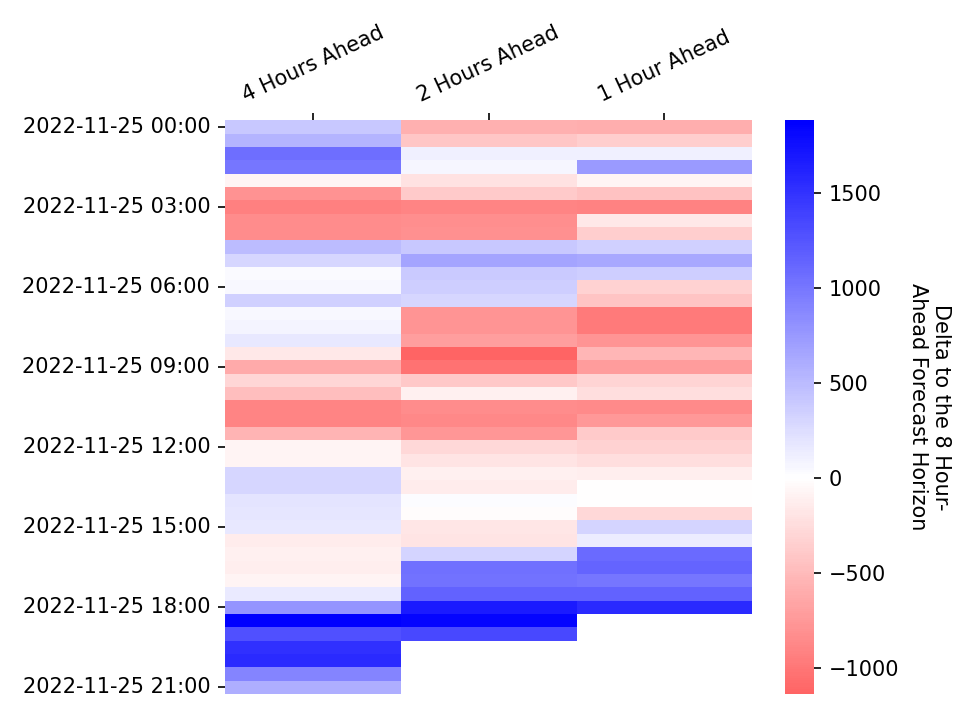 4 Hours Ahead
2 Hours Ahead
1 Hour Ahead
2022-11-25 00:00
2022-11-25 03:00
2022-11-25 06:00
2022-11-25 09:00
2022-11-25 12:00
2022-11-25 15:00
2022-11-25 18:00
2022-11-25 21:00
1500
1000
500
0
−500
−1000
Delta to the 8 Hour-
Ahead Forecast Horizon